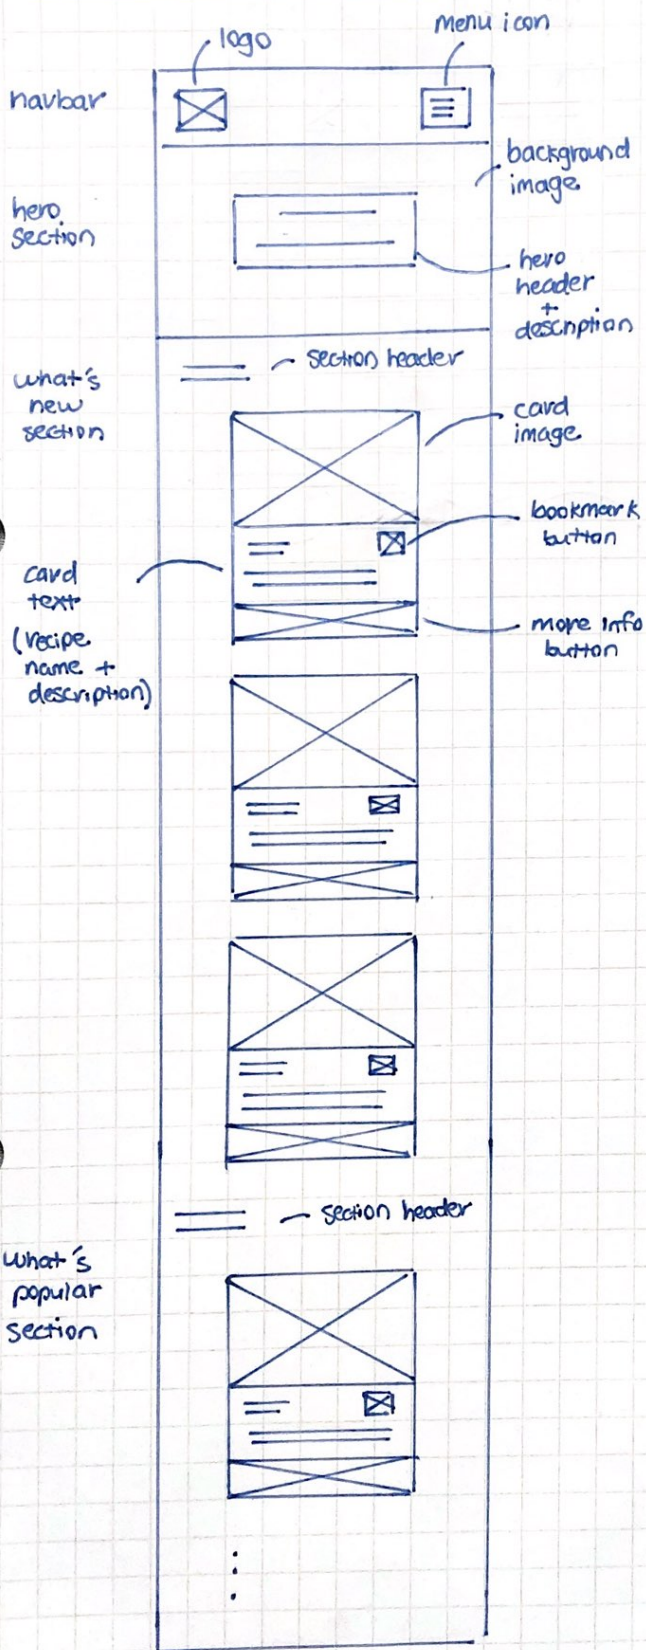 logo
menu icon
navbar
background
image
hero
section
hero
header
+
description
section header
what's
new
section
card
image
bookmark
button
card
text
(recipe
name +
description)
more info
button
section header
what's
popular
section